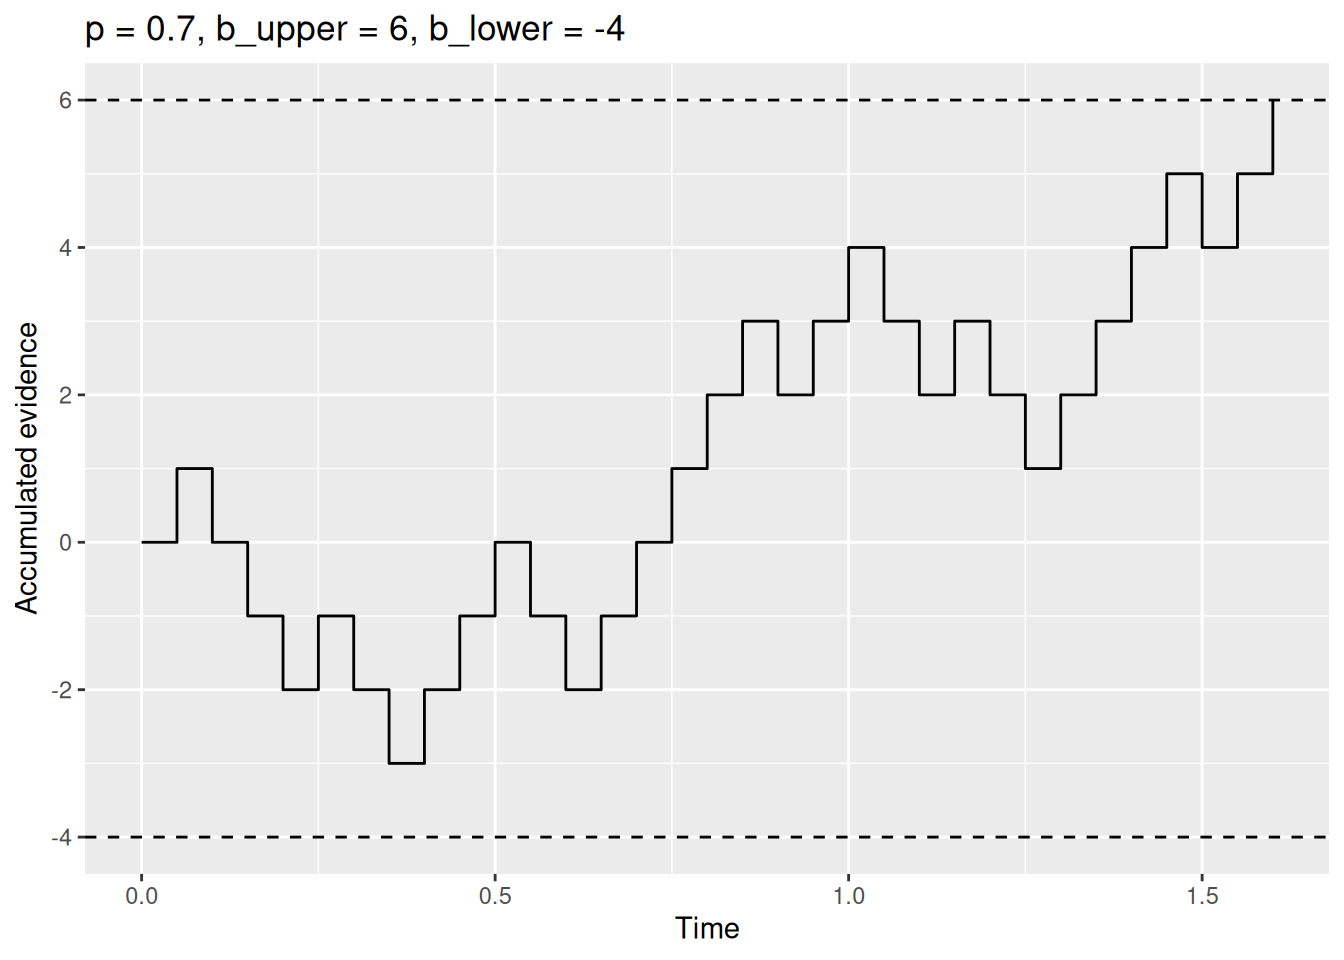 p = 0.7, b_upper = 6, b_lower = -4
Accumulated evidence
6
4
2
0
-2
-4
0.0 0.5 1.0 1.5
Time